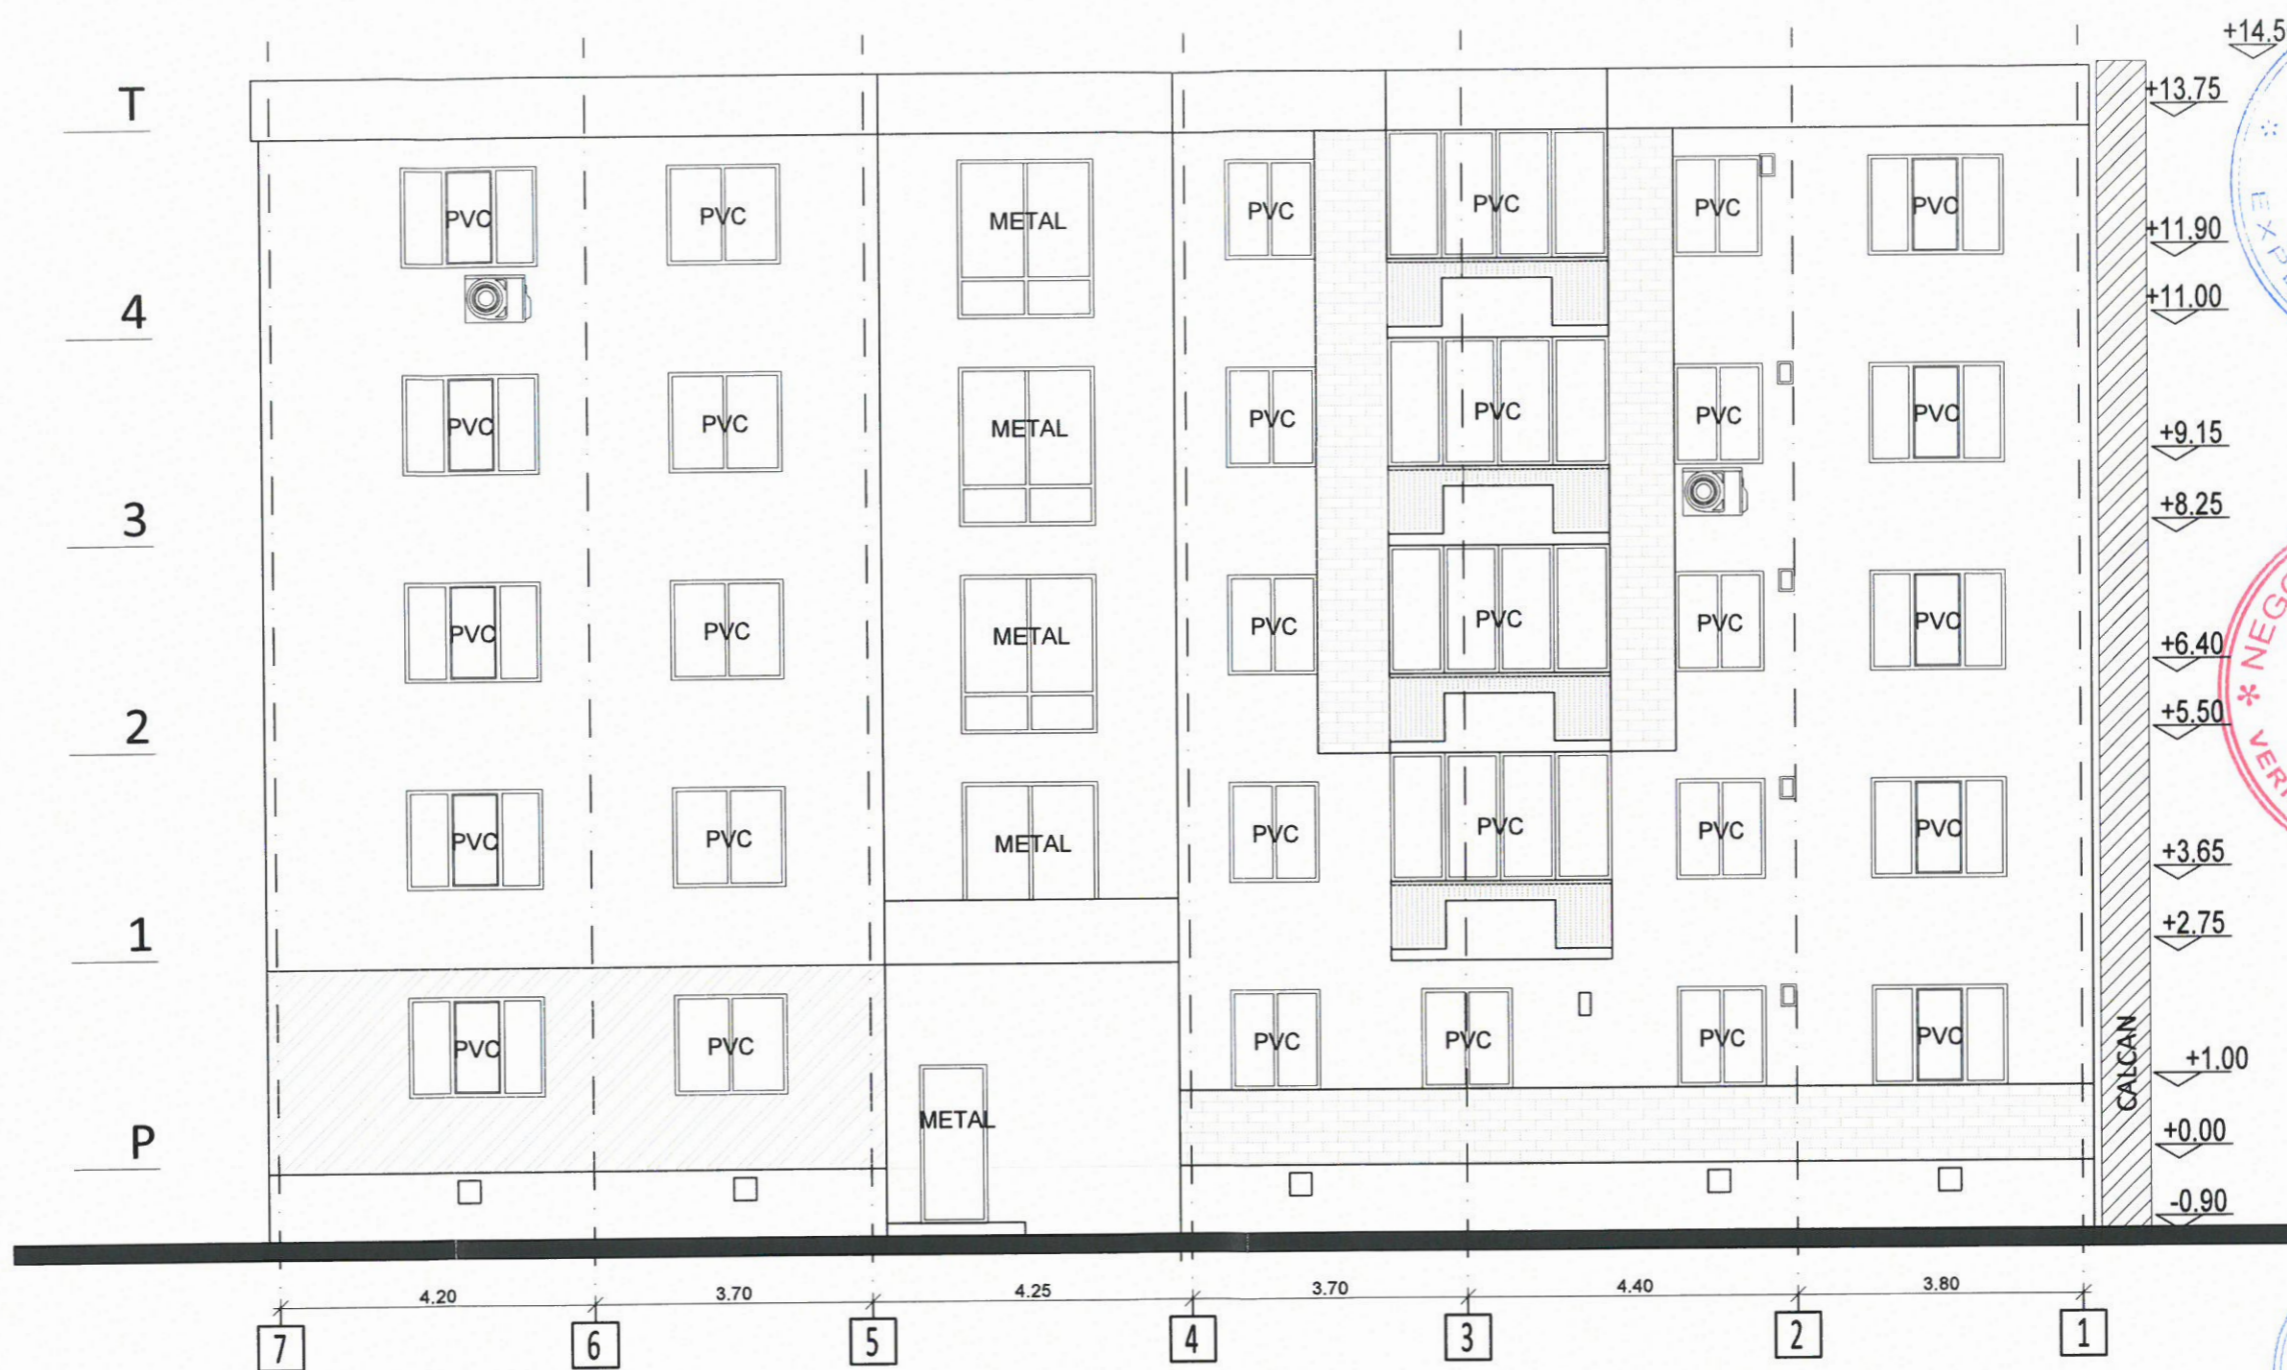 +14.5
T
+13.75
PVC PVC METAL PVC PVC PVC PVC
+11.90
4
+11.00
PVC PVC METAL PVC PVC PVC PVC
+9.15
3
+8.25
PVC PVC METAL PVC PVC PVC PVC
+6.40
2
+5.50
PVC PVC METAL PVC PVC PVC PVC
+3.65
1
+2.75
PVC PVC PVC PVC PVC PVC
+1.00
METAL
CALCAN
P
+0.00
-0.90
4.20 3.70 4.25 3.70 4.40 3.80
7 6 5 4 3 2 1